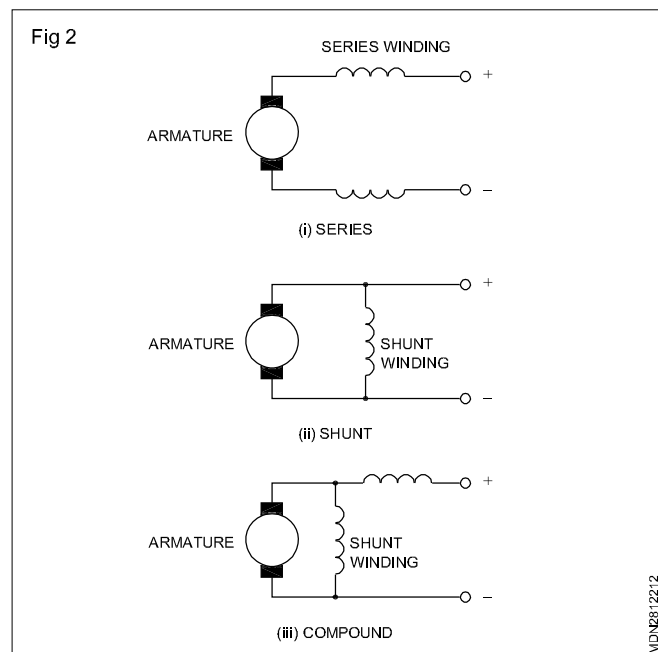 Fig 2
SERIES WINDING
+
ARMATURE
–
(i) SERIES
+
ARMATURE
SHUNT
WINDING
–
(ii) SHUNT
+
ARMATURE
SHUNT
WINDING
–
(iii) COMPOUND
MDN2812212